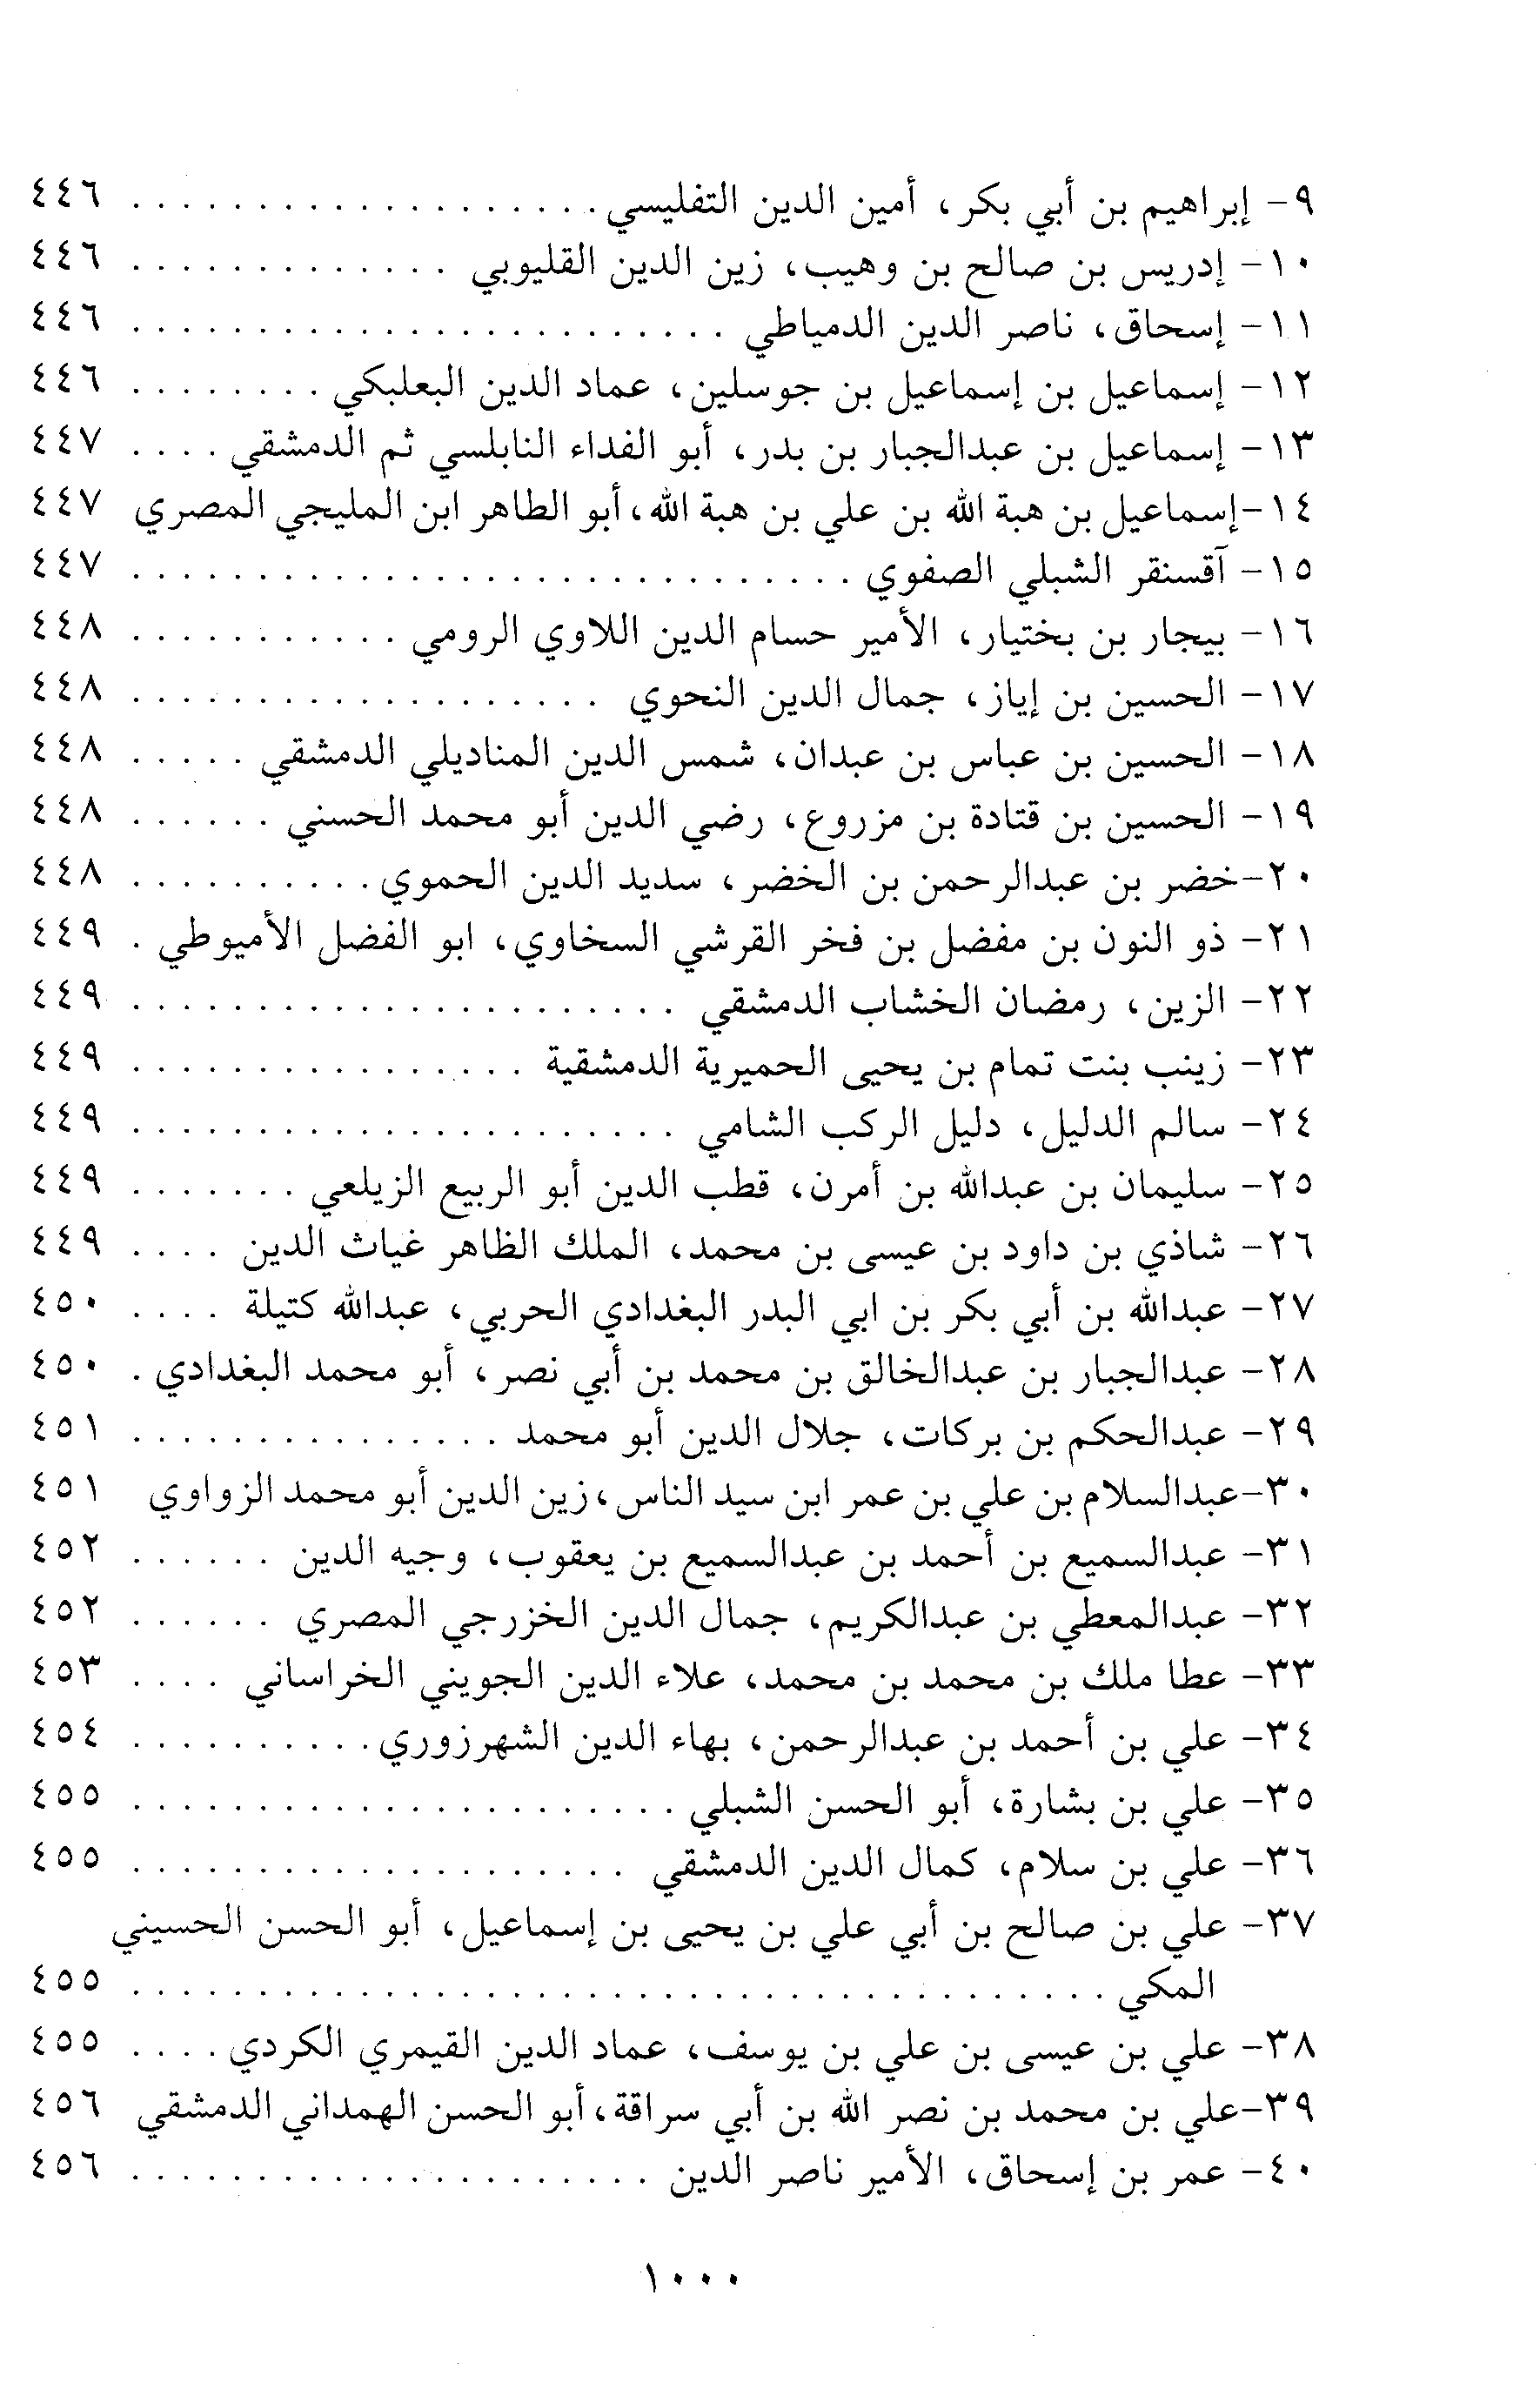 ٩- إبراهيم بن أبي بكر، أمين الدين التفليسي . . . . . . . . . . . . . . . . . . . ٤٤٦
١٠- إدريس بن صالح بن وهيب، زين الدين القليوبي . . . . . . . . . . . . . ٤٤٦
١١- إسحاق، ناصر الدين الدمياطي . . . . . . . . . . . . . . . . . . . . . . . . ٤٤٦
١٢- إسماعيل بن إسماعيل بن جوسلين، عماد الدين البعلبكي . . . . . . . . ٤٤٦
١٣- إسماعيل بن عبدالجبار بن بدر، أبو الفداء النابلسي ثم الدمشقي . . . . ٤٤٧
١٤-إسماعيل بن هبة الله بن علي بن هبة الله، أبو الطاهر ابن المليجي المصري ٤٤٧
١٥- آقسنقر الشبلي الصفوي . . . . . . . . . . . . . . . . . . . . . . . . . . . . . ٤٤٧
١٦- بيجار بن بختيار، الأمير حسام الدين اللاوي الرومي . . . . . . . . . . . ٤٤٨
١٧- الحسين بن إياز، جمال الدين النحوي . . . . . . . . . . . . . . . . . . . ٤٤٨
١٨- الحسين بن عباس بن عبدان، شمس الدين المناديلي الدمشقي . . . . . ٤٤٨
١٩- الحسين بن قتادة بن مزروع، رضي الدين أبو محمد الحسني . . . . . . ٤٤٨
٢٠-خضر بن عبدالرحمن بن الخضر، سديد الدين الحموي . . . . . . . . . . ٤٤٨
٢١- ذو النون بن مفضل بن فخر القرشي السخاوي، ابو الفضل الأميوطي . ٤٤٩
٢٢- الزين، رمضان الخشاب الدمشقي . . . . . . . . . . . . . . . . . . . . . . ٤٤٩
٢٣- زينب بنت تمام بن يحيى الحميرية الدمشقية . . . . . . . . . . . . . . . . ٤٤٩
٢٤- سالم الدليل، دليل الركب الشامي . . . . . . . . . . . . . . . . . . . . . . ٤٤٩
٢٥- سليمان بن عبدالله بن أمرن، قطب الدين أبو الربيع الزيلعي . . . . . . . ٤٤٩
٢٦- شاذي بن داود بن عيسى بن محمد، الملك الظاهر غياث الدين . . . . ٤٤٩
٢٧- عبدالله بن أبي بكر بن ابي البدر البغدادي الحربي، عبدالله كتيلة . . . . ٤٥٠
٢٨- عبدالجبار بن عبدالخالق بن محمد بن أبي نصر، أبو محمد البغدادي . ٤٥٠
٢٩- عبدالحكم بن بركات، جلال الدين أبو محمد . . . . . . . . . . . . . . . ٤٥١
٣٠-عبدالسلام بن علي بن عمر ابن سيد الناس، زين الدين أبو محمد الزواوي ٤٥١
٣١- عبدالسميع بن أحمد بن عبدالسميع بن يعقوب، وجيه الدين . . . . . . ٤٥٢
٣٢- عبدالمعطي بن عبدالكريم، جمال الدين الخزرجي المصري . . . . . . ٤٥٢
٣٣- عطا ملك بن محمد بن محمد، علاء الدين الجويني الخراساني . . . . ٤٥٣
٣٤- علي بن أحمد بن عبدالرحمن، بهاء الدين الشهرزوري . . . . . . . . . . ٤٥٤
٣٥- علي بن بشارة، أبو الحسن الشبلي . . . . . . . . . . . . . . . . . . . . . . ٤٥٥
٣٦- علي بن سلام، كمال الدين الدمشقي . . . . . . . . . . . . . . . . . . . . ٤٥٥
٣٧- علي بن صالح بن أبي علي بن يحيى بن إسماعيل، أبو الحسن الحسيني
المكي . . . . . . . . . . . . . . . . . . . . . . . . . . . . . . . . . . . . . . . ٤٥٥
٣٨- علي بن عيسى بن علي بن يوسف، عماد الدين القيمري الكردي . . . . ٤٥٥
٣٩-علي بن محمد بن نصر الله بن أبي سراقة، أبو الحسن الهمداني الدمشقي ٤٥٦
٤٠- عمر بن إسحاق، الأمير ناصر الدين . . . . . . . . . . . . . . . . . . . . . ٤٥٦
١٠٠٠